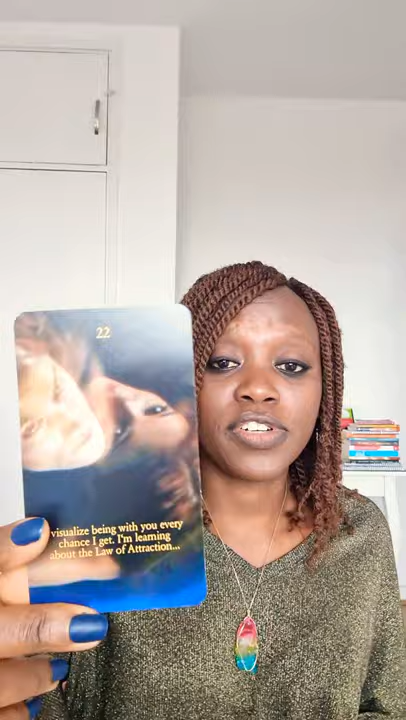 22
visualize being with you every
chance I get. I'm learning
about the Law of Attraction...